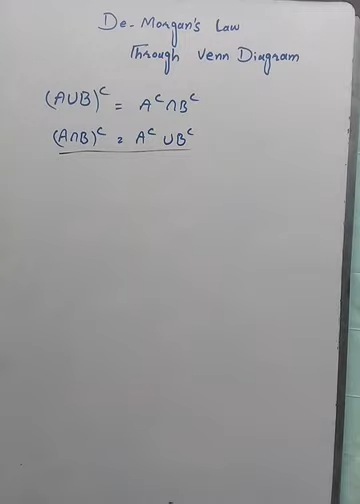 De-Morgan's Law
Through Venn Diagram
(A∪B)ᶜ = Aᶜ∩Bᶜ
(A∩B)ᶜ = Aᶜ∪Bᶜ